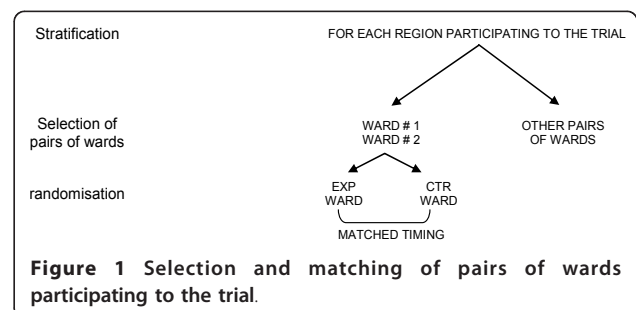 Stratification
FOR EACH REGION PARTICIPATING TO THE TRIAL
Selection of
pairs of wards
WARD # 1
WARD # 2
OTHER PAIRS
OF WARDS
randomisation
EXP
WARD
CTR
WARD
MATCHED TIMING
Figure 1 Selection and matching of pairs of wards
participating to the trial.